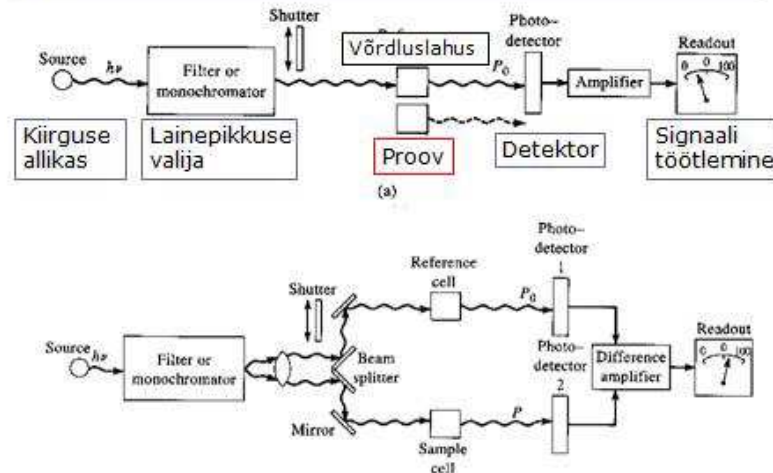 Shutter
Võrdluslahus
Photo-
detector
Readout
Source
hν
Filter or
monochromator
P₀
Amplifier
0 0 100
Kiirguse
allikas
Lainepikkuse
valija
Proov
Detektor
Signaali
töötlemine
(a)
Photo-
detector
1
Reference
cell
Shutter
P₀
Readout
Source
hν
Filter or
monochromator
Beam
splitter
Photo-
detector
2
Difference
amplifier
0 0 100
Mirror
P
Sample
cell